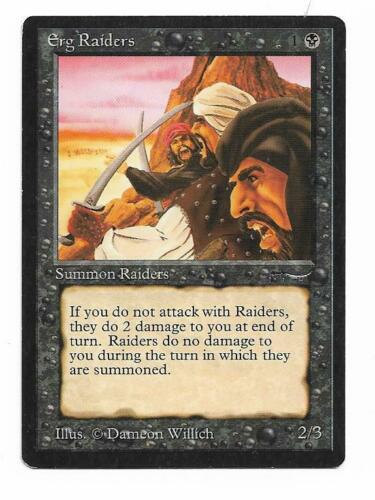 Erg Raiders 1
Summon Raiders
If you do not attack with Raiders,
they do 2 damage to you at end of
turn. Raiders do no damage to
you during the turn in which they
are summoned.
Illus. © Dameon Willich 2/3